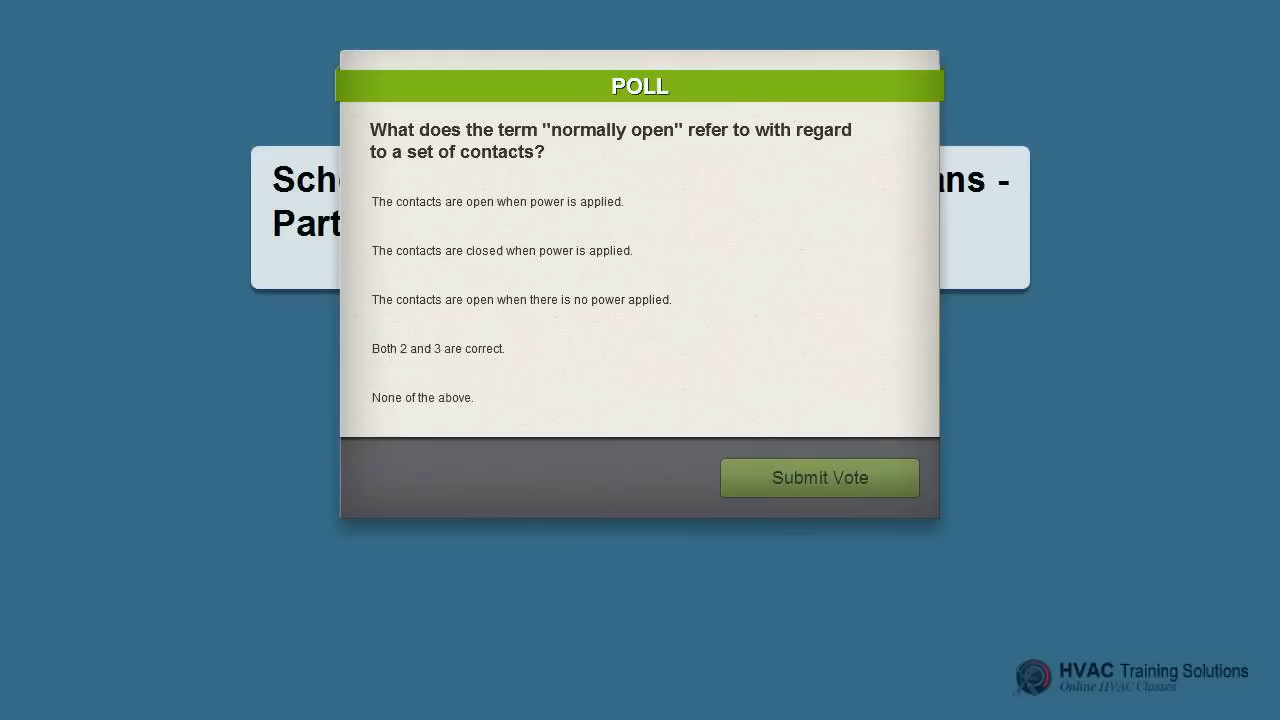 POLL
What does the term "normally open" refer to with regard
to a set of contacts?
ans -
Part
The contacts are open when power is applied.
The contacts are closed when power is applied.
The contacts are open when there is no power applied.
Both 2 and 3 are correct.
None of the above.
Submit Vote
HVAC Training Solutions
Online HVAC Classes